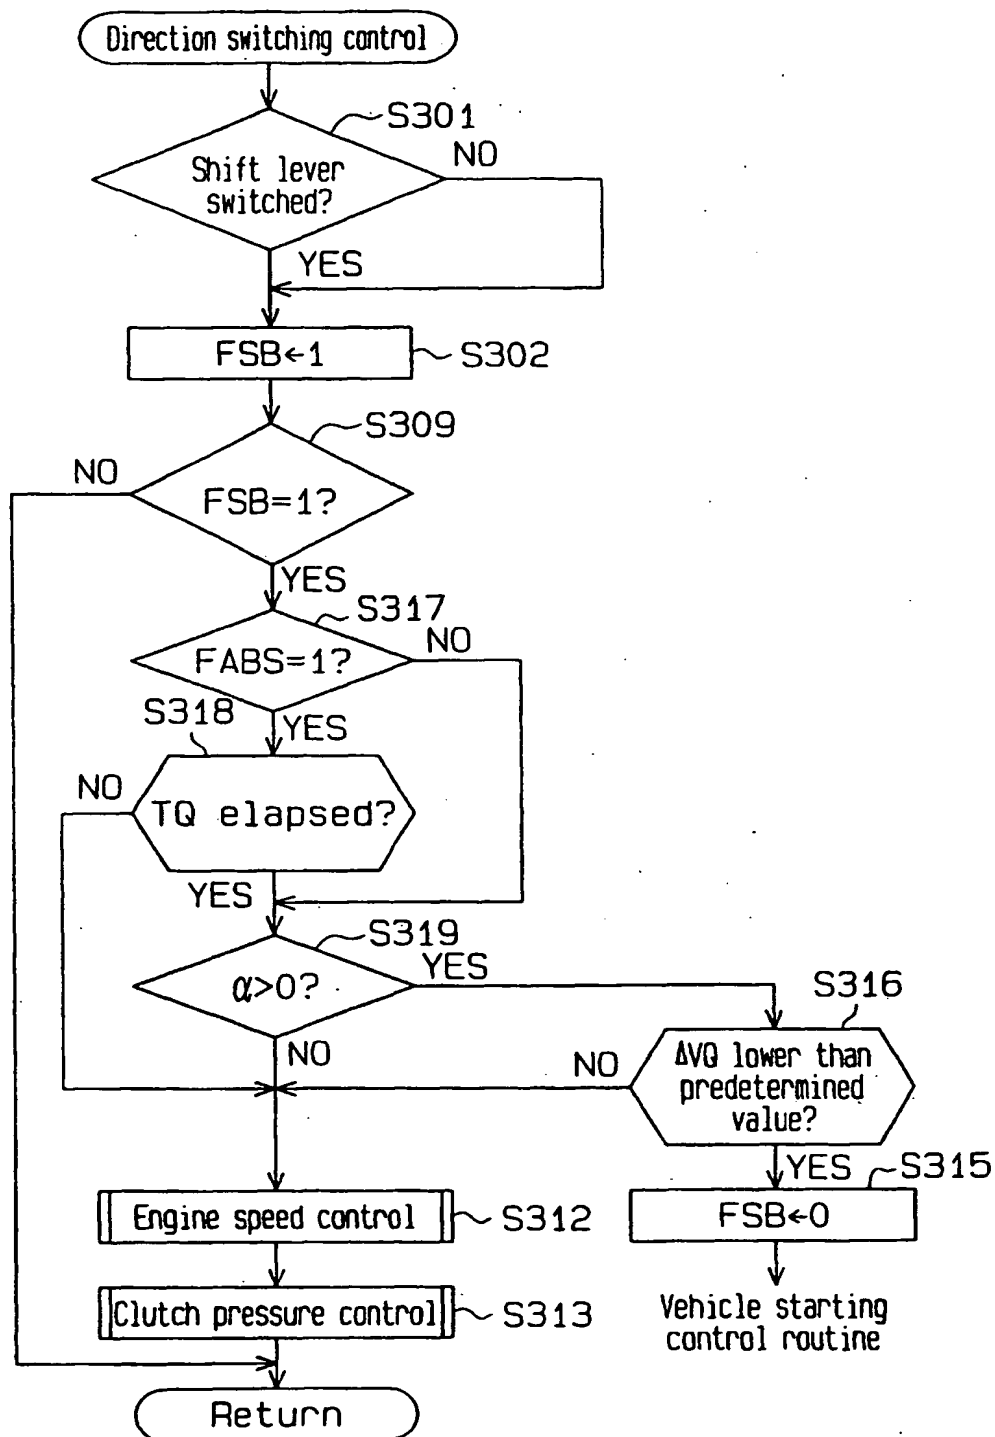 Direction switching control
S301
Shift lever
switched?
NO
YES
FSB←1
S302
S309
NO
FSB=1?
YES
S317
FABS=1?
NO
S318
YES
NO
TQ elapsed?
YES
S319
α>0?
YES
S316
NO
NO
ΔVQ lower than
predetermined
value?
YES
S315
FSB←0
Engine speed control
S312
Clutch pressure control
S313
Vehicle starting
control routine
Return